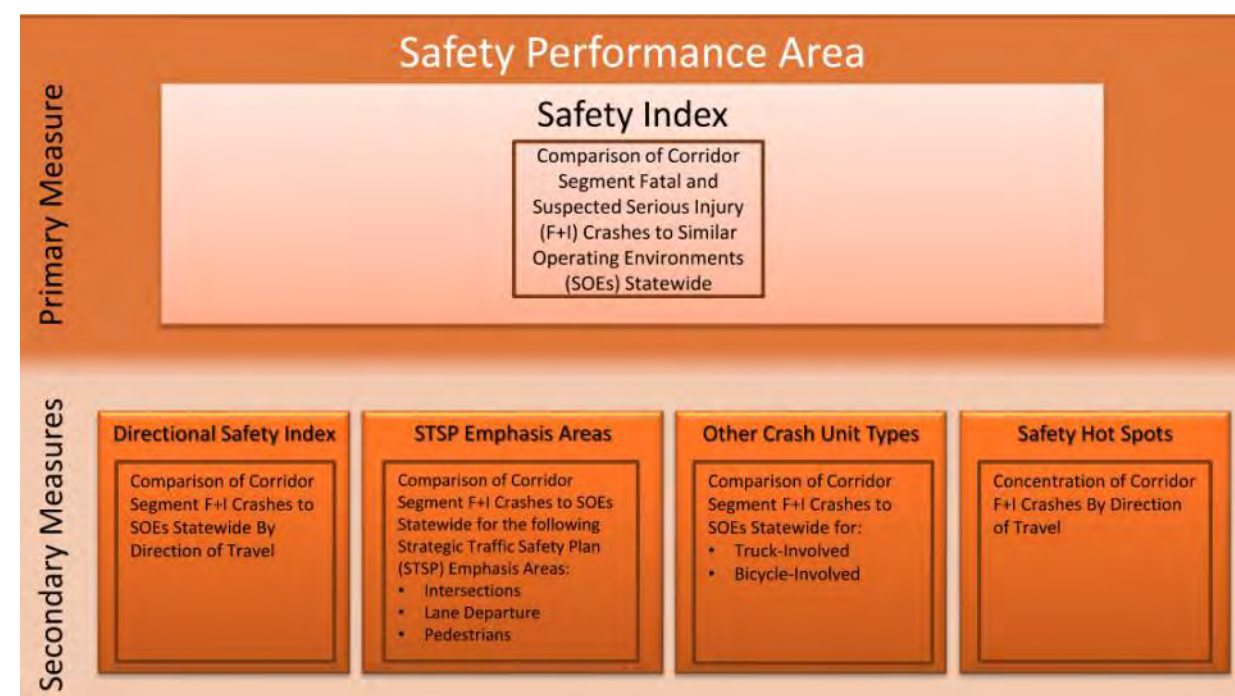 Safety Performance Area
Primary Measure
Safety Index
Comparison of Corridor
Segment Fatal and
Suspected Serious Injury
(F+I) Crashes to Similar
Operating Environments
(SOEs) Statewide
Secondary Measures
Directional Safety Index
Comparison of Corridor
Segment F+I Crashes to
SOEs Statewide By
Direction of Travel
STSP Emphasis Areas
Comparison of Corridor
Segment F+I Crashes to SOEs
Statewide for the following
Strategic Traffic Safety Plan
(STSP) Emphasis Areas:
• Intersections
• Lane Departure
• Pedestrians
Other Crash Unit Types
Comparison of Corridor
Segment F+I Crashes to
SOEs Statewide for:
• Truck-Involved
• Bicycle-Involved
Safety Hot Spots
Concentration of Corridor
F+I Crashes By Direction
of Travel